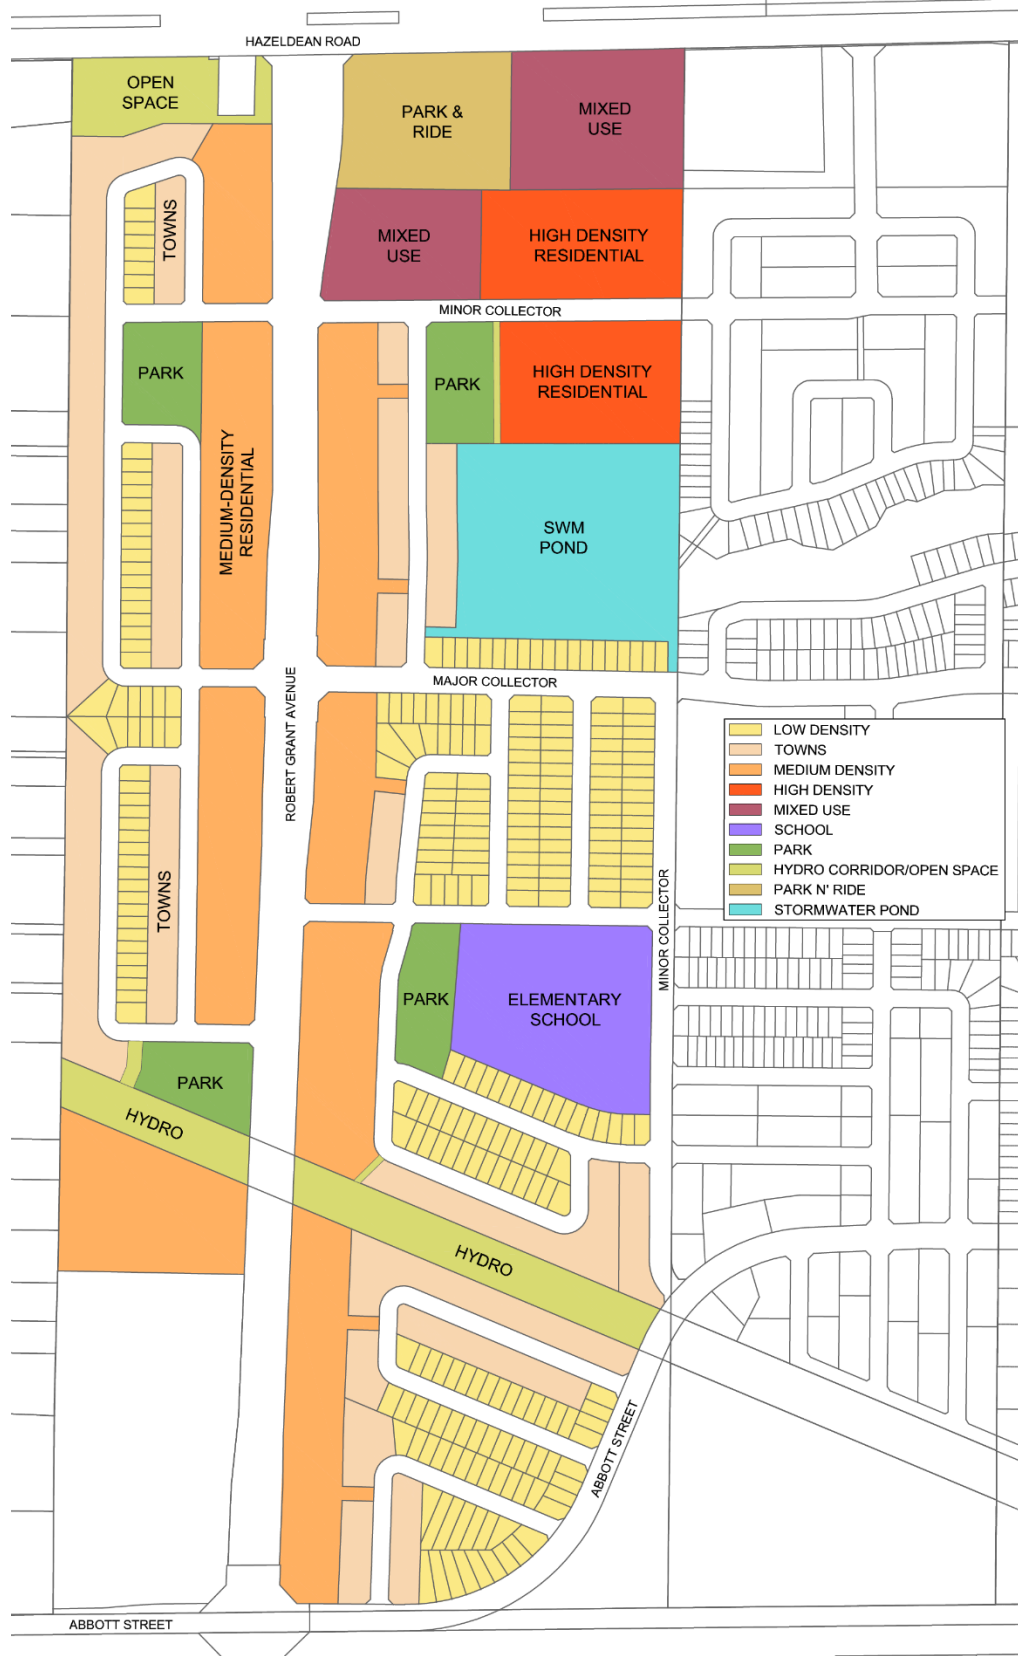 HAZELDEAN ROAD
OPEN
SPACE
PARK &
RIDE
MIXED
USE
TOWNS
MIXED
USE
HIGH DENSITY
RESIDENTIAL
MINOR COLLECTOR
PARK
PARK
HIGH DENSITY
RESIDENTIAL
MEDIUM-DENSITY
RESIDENTIAL
SWM
POND
MAJOR COLLECTOR
ROBERT GRANT AVENUE
LOW DENSITY
TOWNS
MEDIUM DENSITY
HIGH DENSITY
MIXED USE
SCHOOL
PARK
HYDRO CORRIDOR/OPEN SPACE
PARK N' RIDE
STORMWATER POND
TOWNS
MINOR COLLECTOR
PARK
ELEMENTARY
SCHOOL
PARK
HYDRO
HYDRO
ABBOTT STREET
ABBOTT STREET